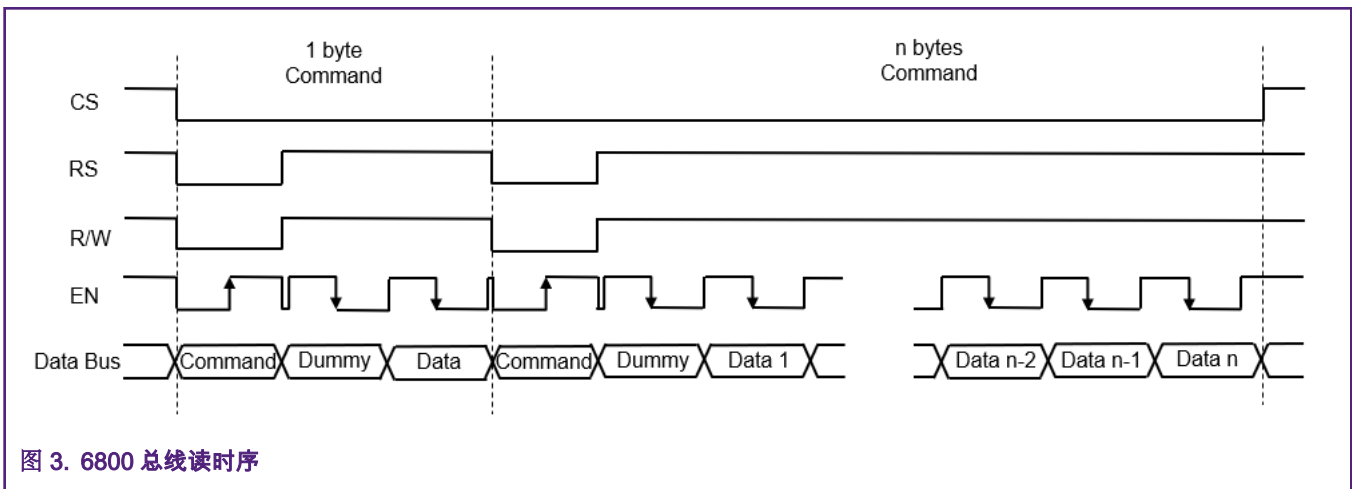 1 byte
Command
n bytes
Command
CS
RS
R/W
EN
Data Bus
Command
Dummy
Data
Command
Dummy
Data 1
Data n-2
Data n-1
Data n
图 3. 6800 总线读时序